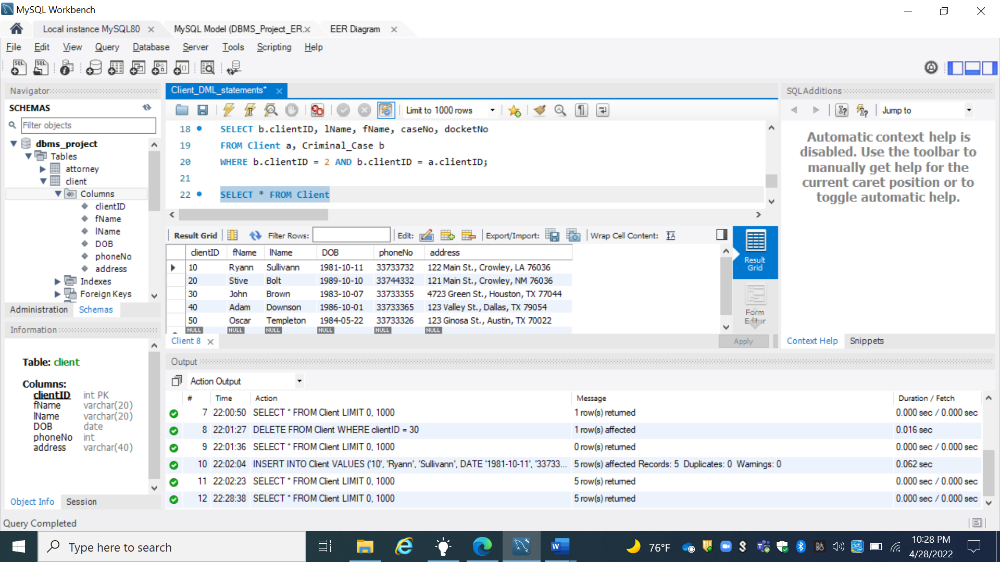 MySQL Workbench
Local instance MySQL80
MySQL Model (DBMS_Project_ER.
EER Diagram
File Edit View Query Database Server Tools Scripting Help
Navigator
SCHEMAS
Filter objects
dbms_project
Tables
attorney
client
Columns
clientID
fName
lName
DOB
phoneNo
address
Indexes
Foreign Keys
Administration Schemas
Information
Table: client
Columns:
clientID int PK
fName varchar(20)
lName varchar(20)
DOB date
phoneNo int
address varchar(40)
Object Info Session
Client_DML_statements*
Limit to 1000 rows
18 SELECT b.clientID, lName, fName, caseNo, docketNo
19 FROM Client a, Criminal_Case b
20 WHERE b.clientID = 2 AND b.clientID = a.clientID;
21
22 SELECT * FROM Client
Result Grid Filter Rows: Edit: Export/Import: Wrap Cell Content:
clientID fName lName DOB phoneNo address
10 Ryann Sullivann 1981-10-11 33733732 122 Main St., Crowley, LA 76036
20 Stive Bolt 1989-10-10 33744332 121 Main St., Crowley, NM 76036
30 John Brown 1983-10-07 33733355 4723 Green St., Houston, TX 77044
40 Adam Downson 1986-10-01 33733365 123 Valley St., Dallas, TX 79054
50 Oscar Templeton 1984-05-22 33733326 123 Ginosa St., Austin, TX 70022
NULL NULL NULL NULL NULL NULL
Result
Grid
Form
Editor
Client 8
Apply
SQLAdditions
Jump to
Automatic context help is
disabled. Use the toolbar to
manually get help for the
current caret position or to
toggle automatic help.
Context Help Snippets
Output
Action Output
# Time Action Message Duration / Fetch
7 22:00:50 SELECT * FROM Client LIMIT 0, 1000 1 row(s) returned 0.000 sec / 0.000 sec
8 22:01:27 DELETE FROM Client WHERE clientID = 30 1 row(s) affected 0.016 sec
9 22:01:36 SELECT * FROM Client LIMIT 0, 1000 0 row(s) returned 0.000 sec / 0.000 sec
10 22:02:04 INSERT INTO Client VALUES ('10', 'Ryann', 'Sullivann', DATE '1981-10-11', '33733... 5 row(s) affected Records: 5 Duplicates: 0 Warnings: 0 0.062 sec
11 22:02:23 SELECT * FROM Client LIMIT 0, 1000 5 row(s) returned 0.000 sec / 0.000 sec
12 22:28:38 SELECT * FROM Client LIMIT 0, 1000 5 row(s) returned 0.000 sec / 0.000 sec
Query Completed
Type here to search
76°F
10:28 PM
4/28/2022